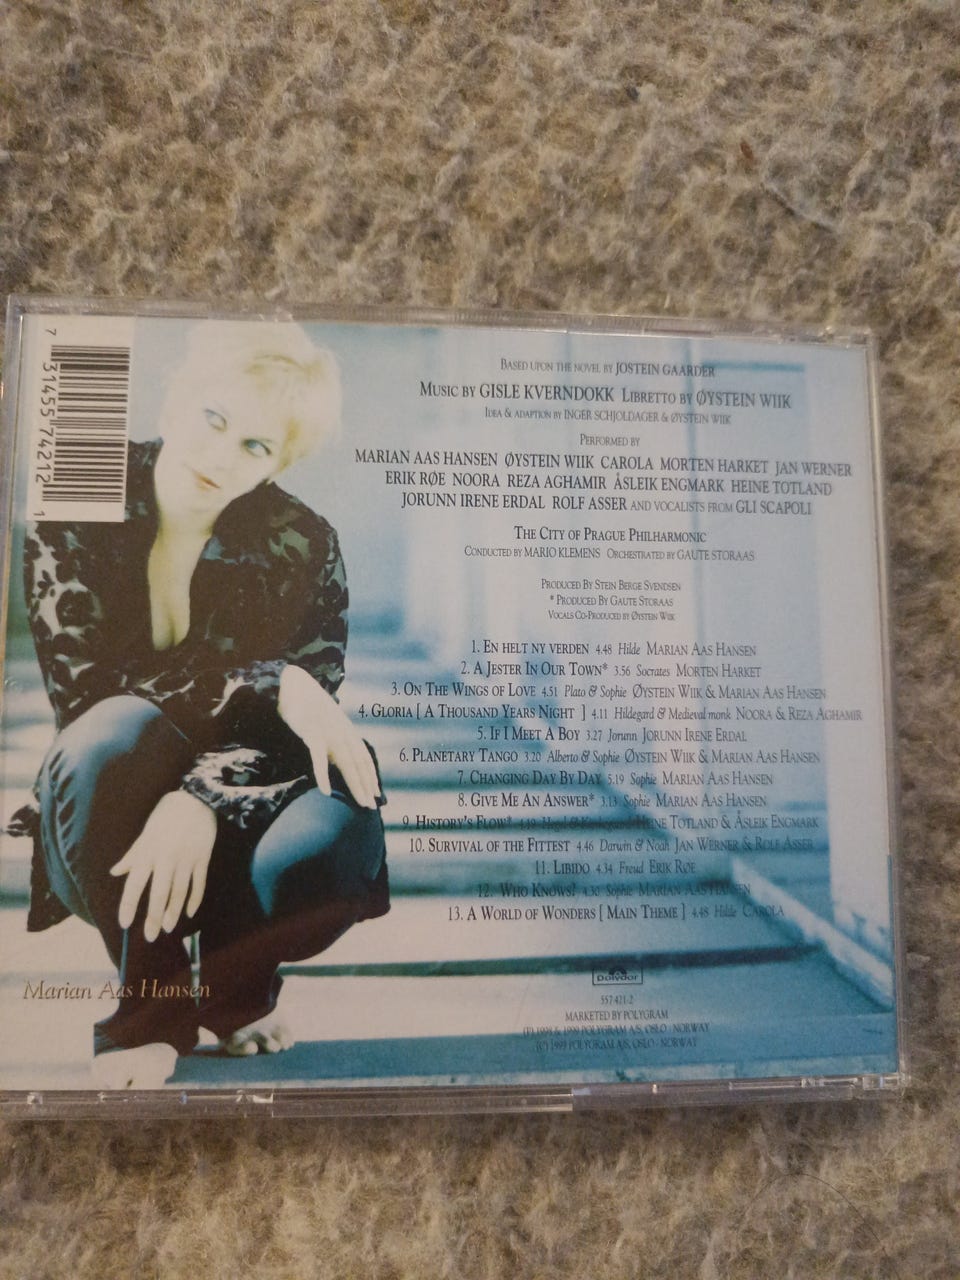 7 31455 74212 1
BASED UPON THE NOVEL BY JOSTEIN GAARDER
MUSIC BY GISLE KVERNDOKK LIBRETTO BY ØYSTEIN WIIK
IDEA & ADAPTION BY INGER SCHJOLDAGER & ØYSTEIN WIIK
PERFORMED BY
MARIAN AAS HANSEN ØYSTEIN WIIK CAROLA MORTEN HARKET JAN WERNER
ERIK RØE NOORA REZA AGHAMIR ÅSLEIK ENGMARK HEINE TOTLAND
JORUNN IRENE ERDAL ROLF ASSER AND VOCALISTS FROM GLI SCAPOLI
THE CITY OF PRAGUE PHILHARMONIC
CONDUCTED BY MARIO KLEMENS ORCHESTRATED BY GAUTE STORAAS
PRODUCED BY STEIN BERGE SVENDSEN
* PRODUCED BY GAUTE STORAAS
VOCALS CO-PRODUCED BY ØYSTEIN WIIK
1. EN HELT NY VERDEN 4.48 Hilde MARIAN AAS HANSEN
2. A JESTER IN OUR TOWN* 3.56 Socrates MORTEN HARKET
3. ON THE WINGS OF LOVE 4.51 Plato & Sophie ØYSTEIN WIIK & MARIAN AAS HANSEN
4. GLORIA [ A THOUSAND YEARS NIGHT ] 4.11 Hildegard & Medieval monk NOORA & REZA AGHAMIR
5. IF I MEET A BOY 3.27 Jorunn JORUNN IRENE ERDAL
6. PLANETARY TANGO 3.20 Alberto & Sophie ØYSTEIN WIIK & MARIAN AAS HANSEN
7. CHANGING DAY BY DAY 5.19 Sophie MARIAN AAS HANSEN
8. GIVE ME AN ANSWER* 3.13 Sophie MARIAN AAS HANSEN
9. HISTORY'S FLOW* 4.19 Hegel & HEINE TOTLAND & ÅSLEIK ENGMARK
10. SURVIVAL OF THE FITTEST 4.46 Darwin & Noah JAN WERNER & ROLF ASSER
11. LIBIDO 4.34 Freud ERIK RØE
12. WHO KNOWS? 4.30 Sophie MARIAN AAS HANSEN
13. A WORLD OF WONDERS [ MAIN THEME ] 4.48 Hilde CAROLA
Marian Aas Hansen
Polydor
557 421-2
MARKETED BY POLYGRAM
(P) 1998 & 1999 POLYGRAM A/S, OSLO - NORWAY
(C) 1999 POLYGRAM A/S, OSLO - NORWAY